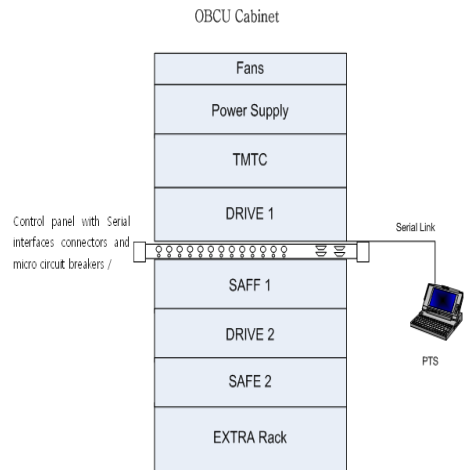 OBCU Cabinet
Fans
Power Supply
TMTC
DRIVE 1
Control panel with Serial
interfaces connectors and
micro circuit breakers /
Serial Link
SAFF 1
DRIVE 2
PTS
SAFE 2
EXTRA Rack